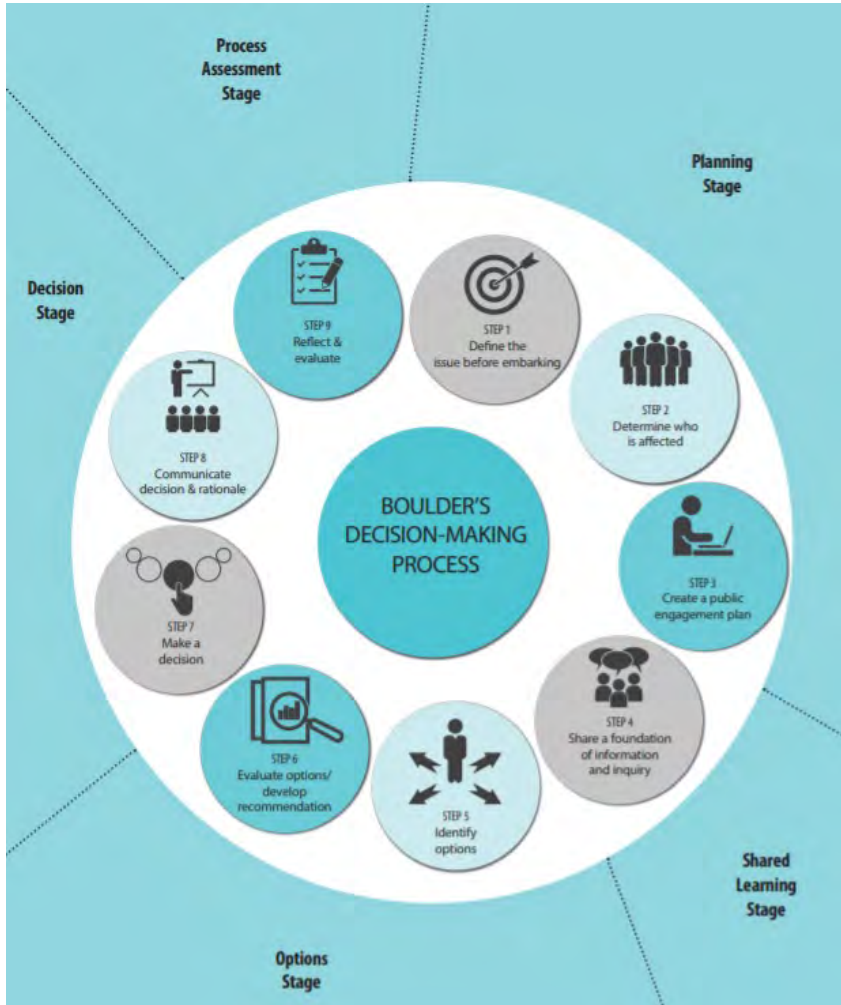 Process
Assessment
Stage
Planning
Stage
Decision
Stage
STEP 9
Reflect &
evaluate
STEP 1
Define the
issue before embarking
STEP 2
Determine who
is affected
STEP 8
Communicate
decision & rationale
BOULDER'S
DECISION-MAKING
PROCESS
STEP 3
Create a public
engagement plan
STEP 7
Make a
decision
STEP 4
Share a foundation
of information
and inquiry
STEP 6
Evaluate options/
develop
recommendation
STEP 5
Identify
options
Shared
Learning
Stage
Options
Stage